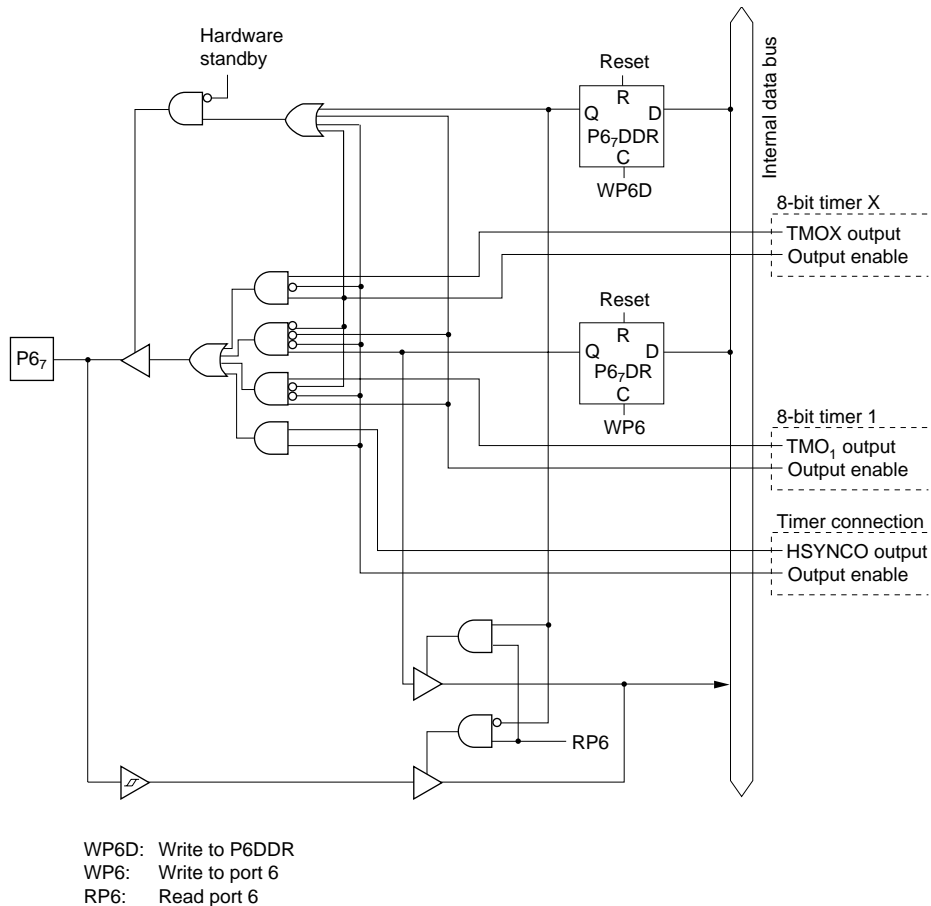 Hardware
standby
Reset
R
Q D
P6₇DDR
C
WP6D
Internal data bus
8-bit timer X
TMOX output
Output enable
Reset
R
Q D
P6₇DR
C
WP6
P6₇
8-bit timer 1
TMO₁ output
Output enable
Timer connection
HSYNCO output
Output enable
RP6
WP6D: Write to P6DDR
WP6: Write to port 6
RP6: Read port 6